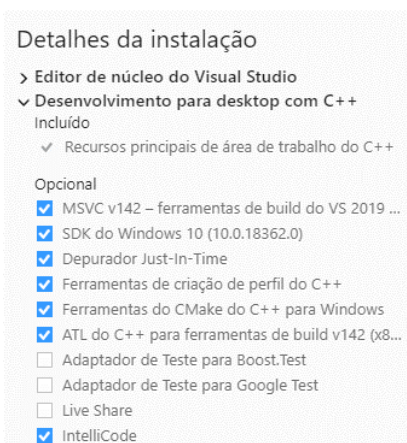 Detalhes da instalação
Editor de núcleo do Visual Studio
Desenvolvimento para desktop com C++
Incluído
Recursos principais de área de trabalho do C++
Opcional
MSVC v142 – ferramentas de build do VS 2019 ...
SDK do Windows 10 (10.0.18362.0)
Depurador Just-In-Time
Ferramentas de criação de perfil do C++
Ferramentas do CMake do C++ para Windows
ATL do C++ para ferramentas de build v142 (x8...
Adaptador de Teste para Boost.Test
Adaptador de Teste para Google Test
Live Share
IntelliCode